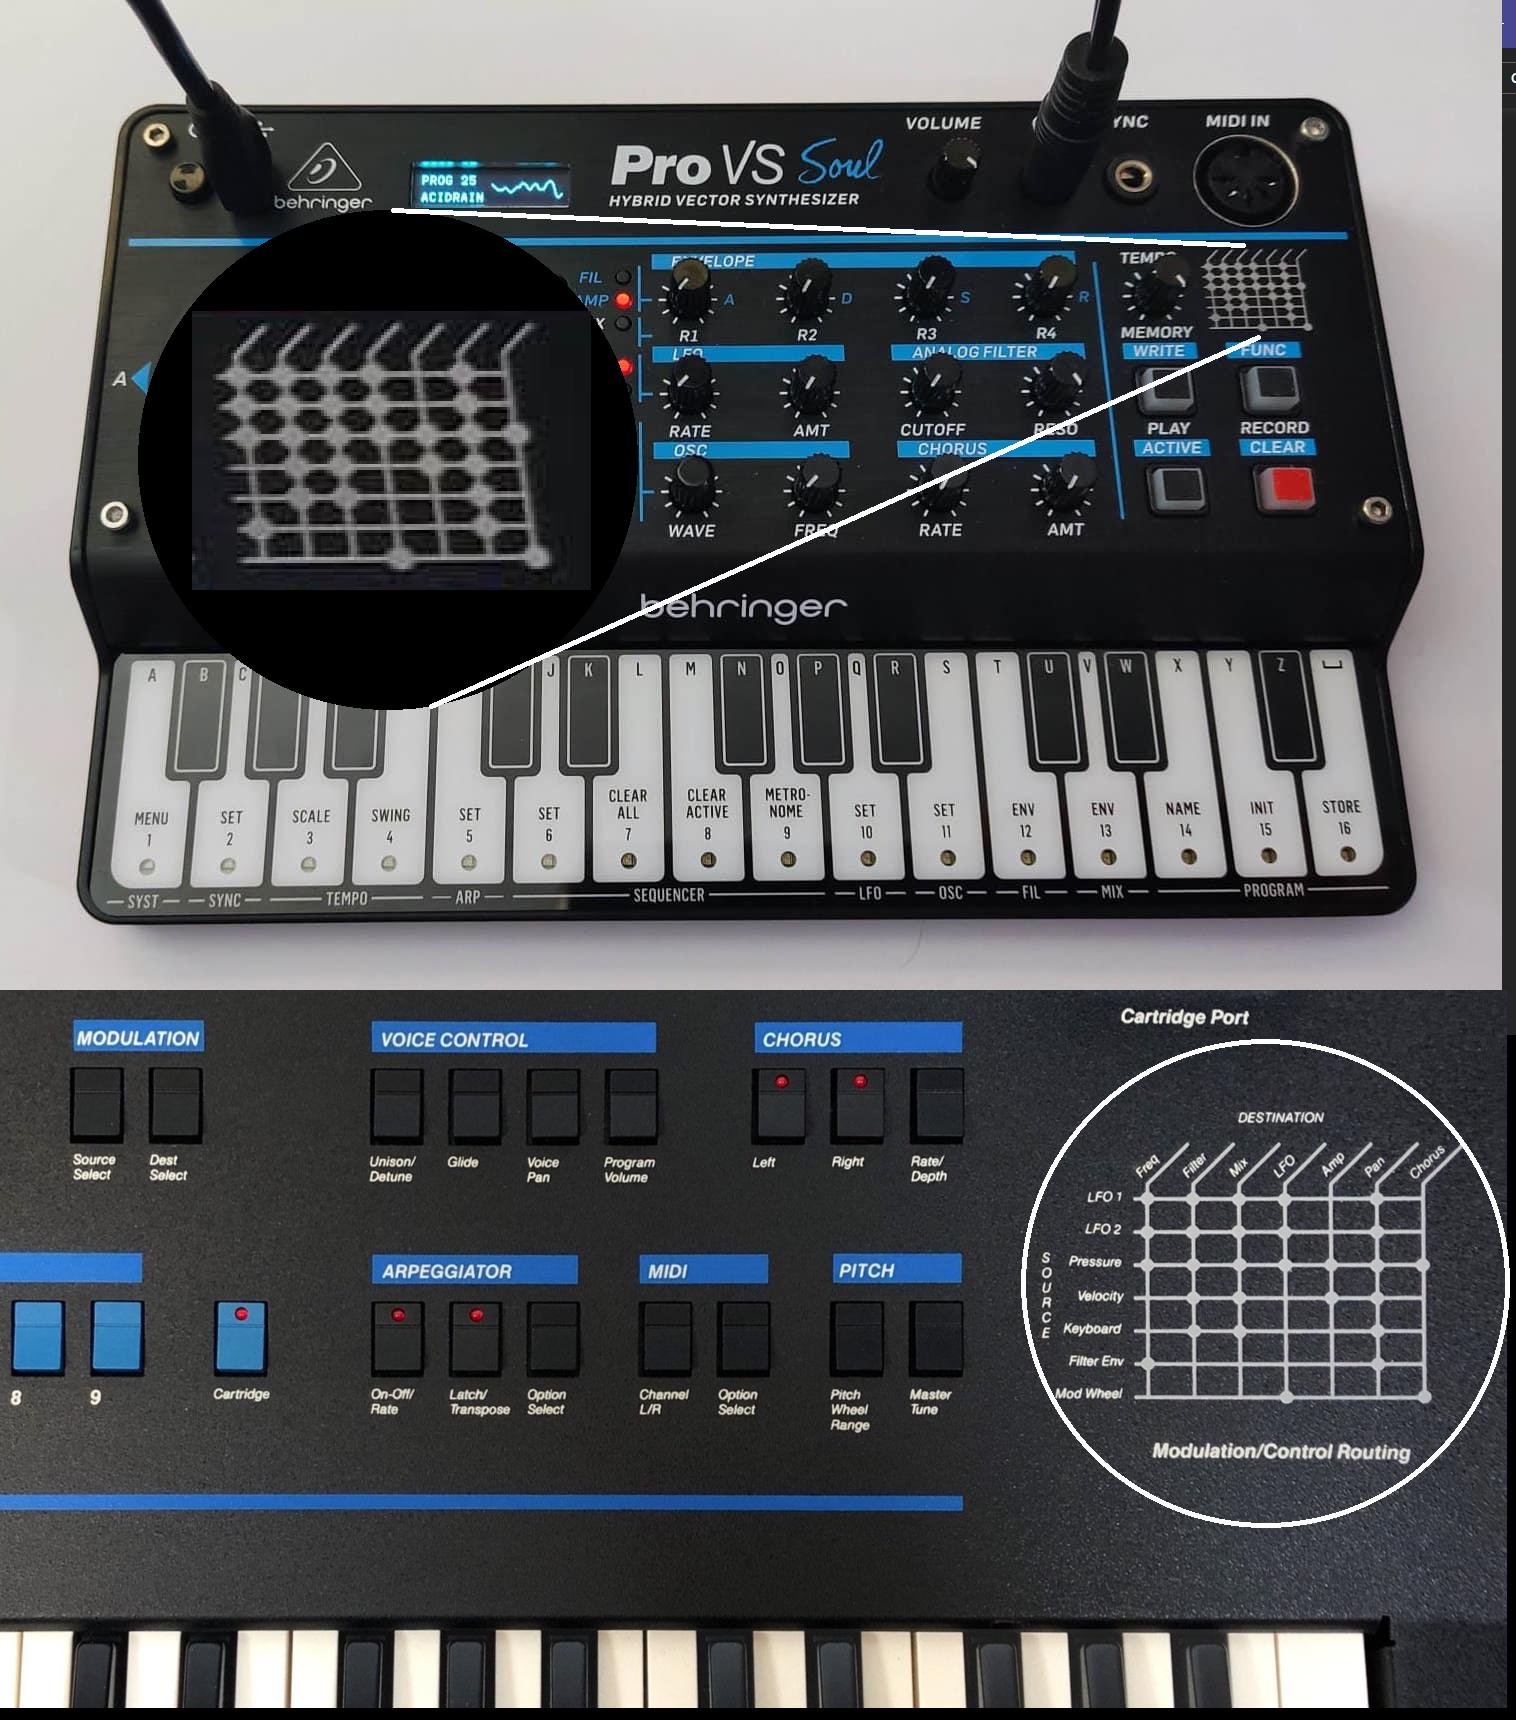 VOLUME
MIDI IN
behringer
PROG 25
ACIDRAIN
Pro VS Soul
HYBRID VECTOR SYNTHESIZER
FIL
ENVELOPE
A
D
S
R
R1
R2
R3
R4
TEMPO
MEMORY
WRITE
FUNC
A
LFO
ANALOG FILTER
RATE
AMT
CUTOFF
RESO
PLAY
RECORD
OSC
CHORUS
ACTIVE
CLEAR
WAVE
FREQ
RATE
AMT
behringer
A B C J K L M N O P Q R S T U V W X Y Z
MENU
1
SET
2
SCALE
3
SWING
4
SET
5
SET
6
CLEAR
ALL
7
CLEAR
ACTIVE
8
METRO-
NOME
9
SET
10
SET
11
ENV
12
ENV
13
NAME
14
INIT
15
STORE
16
SYST
SYNC
TEMPO
ARP
SEQUENCER
LFO
OSC
FIL
MIX
PROGRAM
MODULATION
VOICE CONTROL
CHORUS
Cartridge Port
Source
Select
Dest
Select
Unison/
Detune
Glide
Voice
Pan
Program
Volume
Left
Right
Rate/
Depth
DESTINATION
Freq
Filter
Mix
LFO
Amp
Pan
Chorus
SOURCE
LFO 1
LFO 2
Pressure
Velocity
Keyboard
Filter Env
Mod Wheel
Modulation/Control Routing
ARPEGGIATOR
MIDI
PITCH
8
9
Cartridge
On-Off/
Rate
Latch/
Transpose
Option
Select
Channel
L/R
Option
Select
Pitch
Wheel
Range
Master
Tune